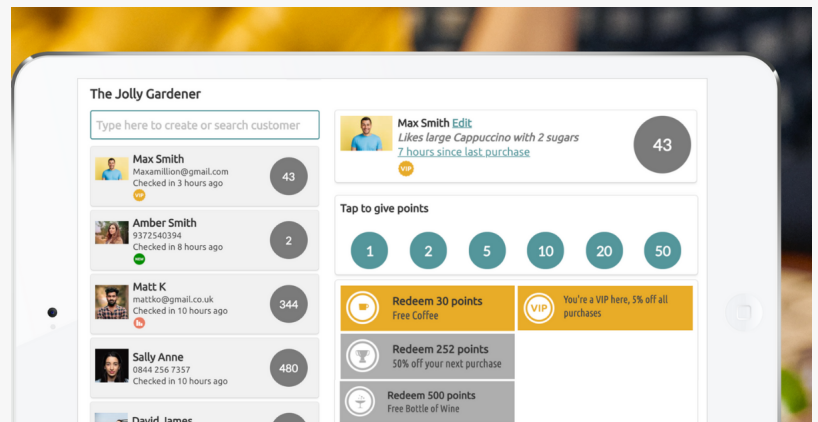 The Jolly Gardener
Type here to create or search customer
Max Smith
Maxamillion@gmail.com
Checked in 3 hours ago
VIP
43
Amber Smith
9372540394
Checked in 8 hours ago
NEW
2
Matt K
mattko@gmail.co.uk
Checked in 10 hours ago
344
Sally Anne
0844 256 7357
Checked in 10 hours ago
480
David James
Max Smith Edit
Likes large Cappuccino with 2 sugars
7 hours since last purchase
VIP
43
Tap to give points
1 2 5 10 20 50
Redeem 30 points
Free Coffee
VIP
You're a VIP here, 5% off all
purchases
Redeem 252 points
50% off your next purchase
Redeem 500 points
Free Bottle of Wine